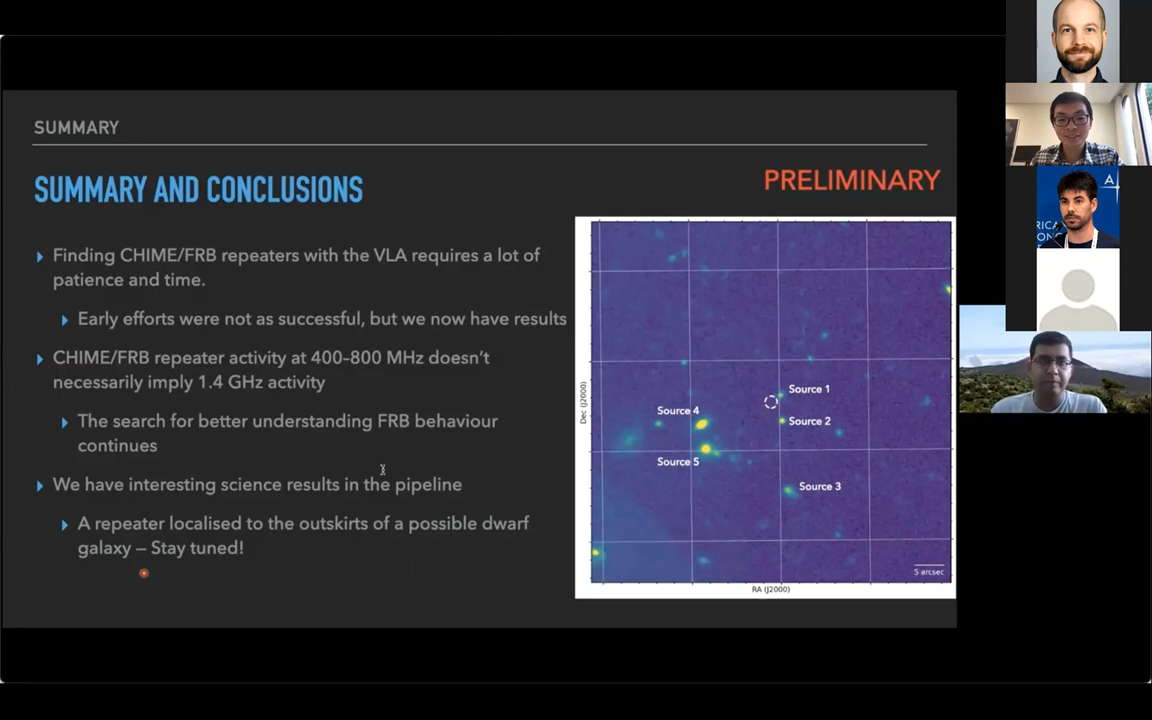 SUMMARY
SUMMARY AND CONCLUSIONS
PRELIMINARY
Finding CHIME/FRB repeaters with the VLA requires a lot of
patience and time.
Early efforts were not as successful, but we now have results
CHIME/FRB repeater activity at 400–800 MHz doesn't
necessarily imply 1.4 GHz activity
The search for better understanding FRB behaviour
continues
We have interesting science results in the pipeline
A repeater localised to the outskirts of a possible dwarf
galaxy – Stay tuned!
Dec (J2000)
Source 1
Source 4
Source 2
Source 5
Source 3
5 arcsec
RA (J2000)
A